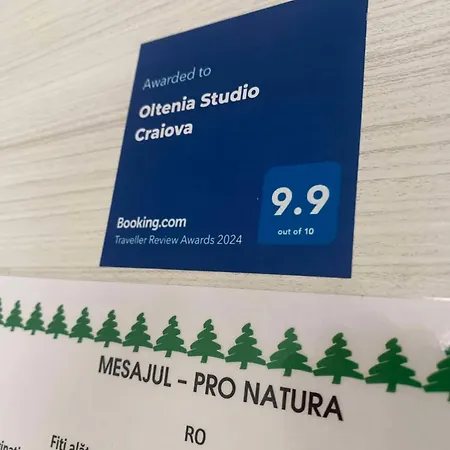 Awarded to
Oltenia Studio
Craiova
9.9
out of 10
Booking.com
Traveller Review Awards 2024
MESAJUL – PRO NATURA
RO
Fiți